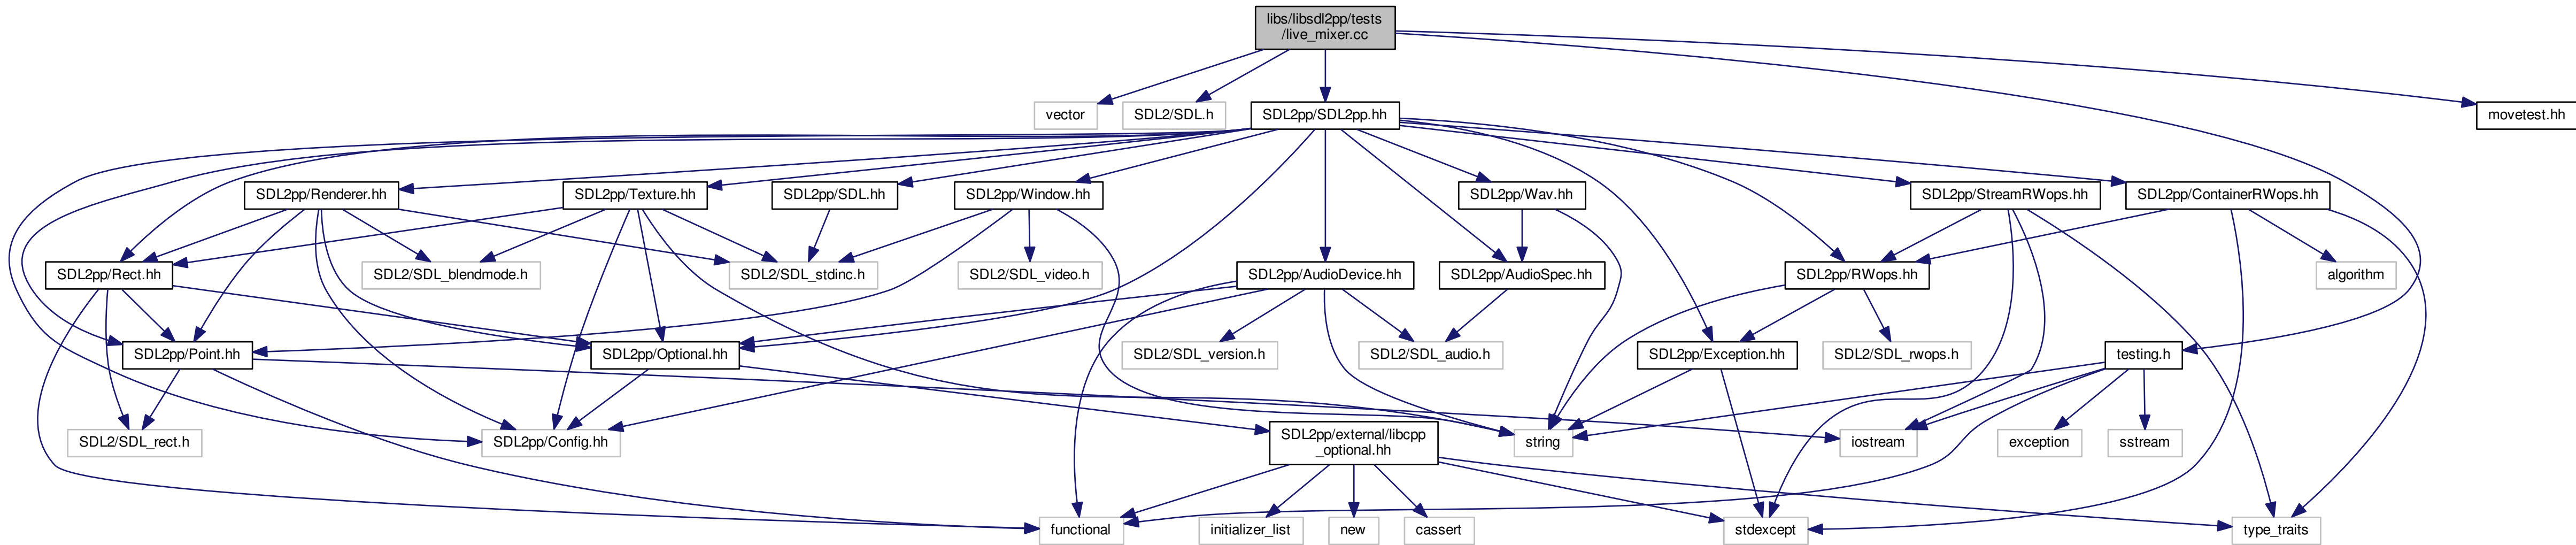 libs/libsdl2pp/tests
/live_mixer.cc
vector
SDL2/SDL.h
SDL2pp/SDL2pp.hh
movetest.hh
SDL2pp/Renderer.hh
SDL2pp/Texture.hh
SDL2pp/SDL.hh
SDL2pp/Window.hh
SDL2pp/Wav.hh
SDL2pp/StreamRWops.hh
SDL2pp/ContainerRWops.hh
SDL2pp/Rect.hh
SDL2/SDL_blendmode.h
SDL2/SDL_stdinc.h
SDL2/SDL_video.h
SDL2pp/AudioDevice.hh
SDL2pp/AudioSpec.hh
SDL2pp/RWops.hh
algorithm
SDL2pp/Point.hh
SDL2pp/Optional.hh
SDL2/SDL_version.h
SDL2/SDL_audio.h
SDL2pp/Exception.hh
SDL2/SDL_rwops.h
testing.h
SDL2/SDL_rect.h
SDL2pp/Config.hh
SDL2pp/external/libcpp
_optional.hh
string
iostream
exception
sstream
functional
initializer_list
new
cassert
stdexcept
type_traits